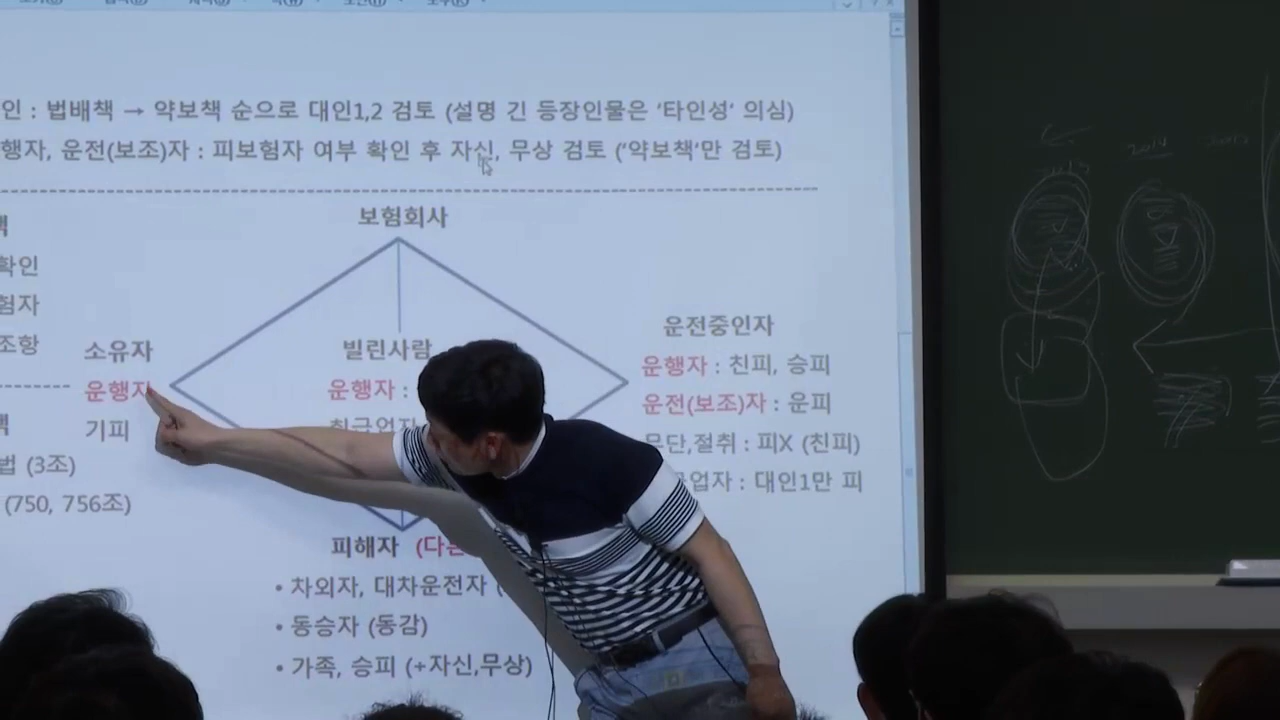 인 : 법배책 → 약보책 순으로 대인1,2 검토 (설명 긴 등장인물은 '타인성' 의심)
행자, 운전(보조)자 : 피보험자 여부 확인 후 자신, 무상 검토 ('약보책'만 검토)
책
확인
험자
조항
책
법 (3조)
(750, 756조)
보험회사
소유자
운행자
기피
빌린사람
운행자 :
운전중인자
운행자 : 친피, 승피
운전(보조)자 : 운피
무단,절취 : 피X (친피)
업자 : 대인1만 피
피해자 (다른
• 차외자, 대차운전자 (
• 동승자 (동감)
• 가족, 승피 (+자신,무상)